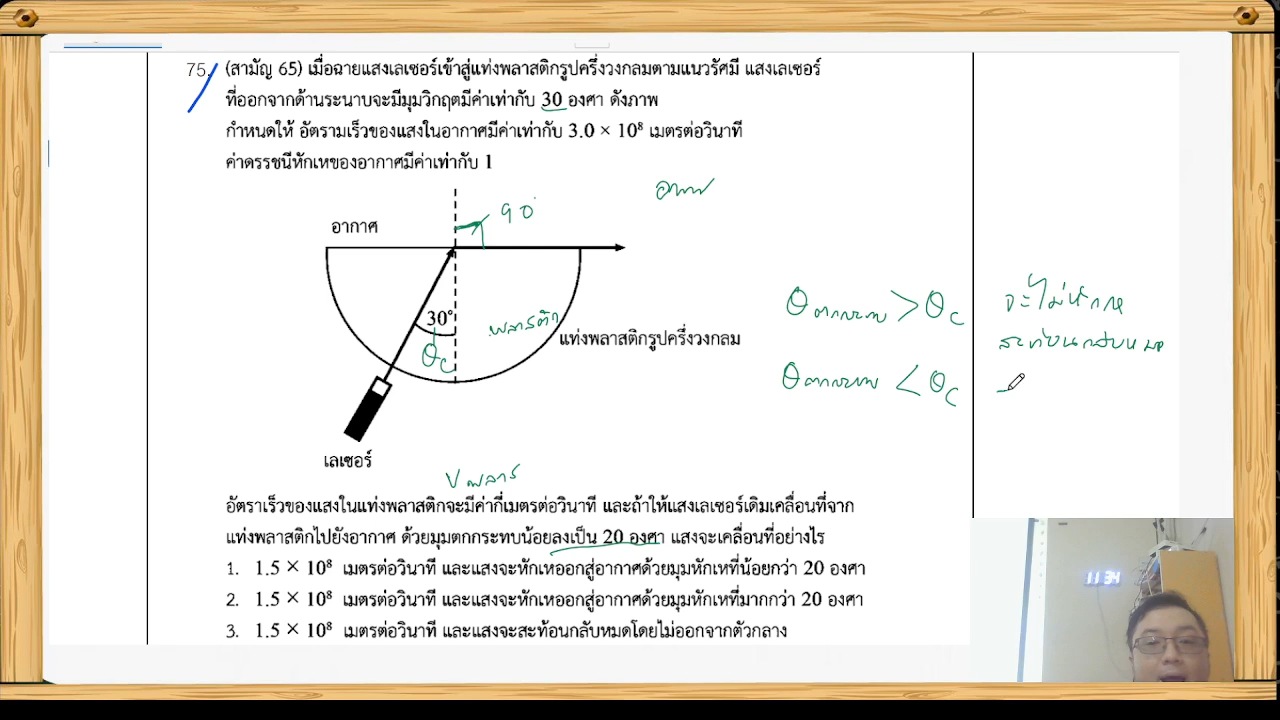 75. (สามัญ 65) เมื่อฉายแสงเลเซอร์เข้าสู่แท่งพลาสติกรูปครึ่งวงกลมตามแนวรัศมี แสงเลเซอร์
ที่ออกจากด้านระนาบจะมีมุมวิกฤตมีค่าเท่ากับ 30 องศา ดังภาพ
กำหนดให้ อัตรามเร็วของแสงในอากาศมีค่าเท่ากับ 3.0 × 10⁸ เมตรต่อวินาที
ค่าดรรชนีหักเหของอากาศมีค่าเท่ากับ 1
อากาศ
90°
อากาศ
30°
θc
พลาสติก
แท่งพลาสติกรูปครึ่งวงกลม
θตกกระทบ > θc จะไม่หักเห
สะท้อนกลับหมด
θตกกระทบ < θc
เลเซอร์
อัตราเร็วของแสงในแท่งพลาสติกจะมีค่ากี่เมตรต่อวินาที และถ้าให้แสงเลเซอร์เดิมเคลื่อนที่จาก
แท่งพลาสติกไปยังอากาศ ด้วยมุมตกกระทบน้อยลงเป็น 20 องศา แสงจะเคลื่อนที่อย่างไร
1. 1.5 × 10⁸ เมตรต่อวินาที และแสงจะหักเหออกสู่อากาศด้วยมุมหักเหที่น้อยกว่า 20 องศา
2. 1.5 × 10⁸ เมตรต่อวินาที และแสงจะหักเหออกสู่อากาศด้วยมุมหักเหที่มากกว่า 20 องศา
3. 1.5 × 10⁸ เมตรต่อวินาที และแสงจะสะท้อนกลับหมดโดยไม่ออกจากตัวกลาง
11:34